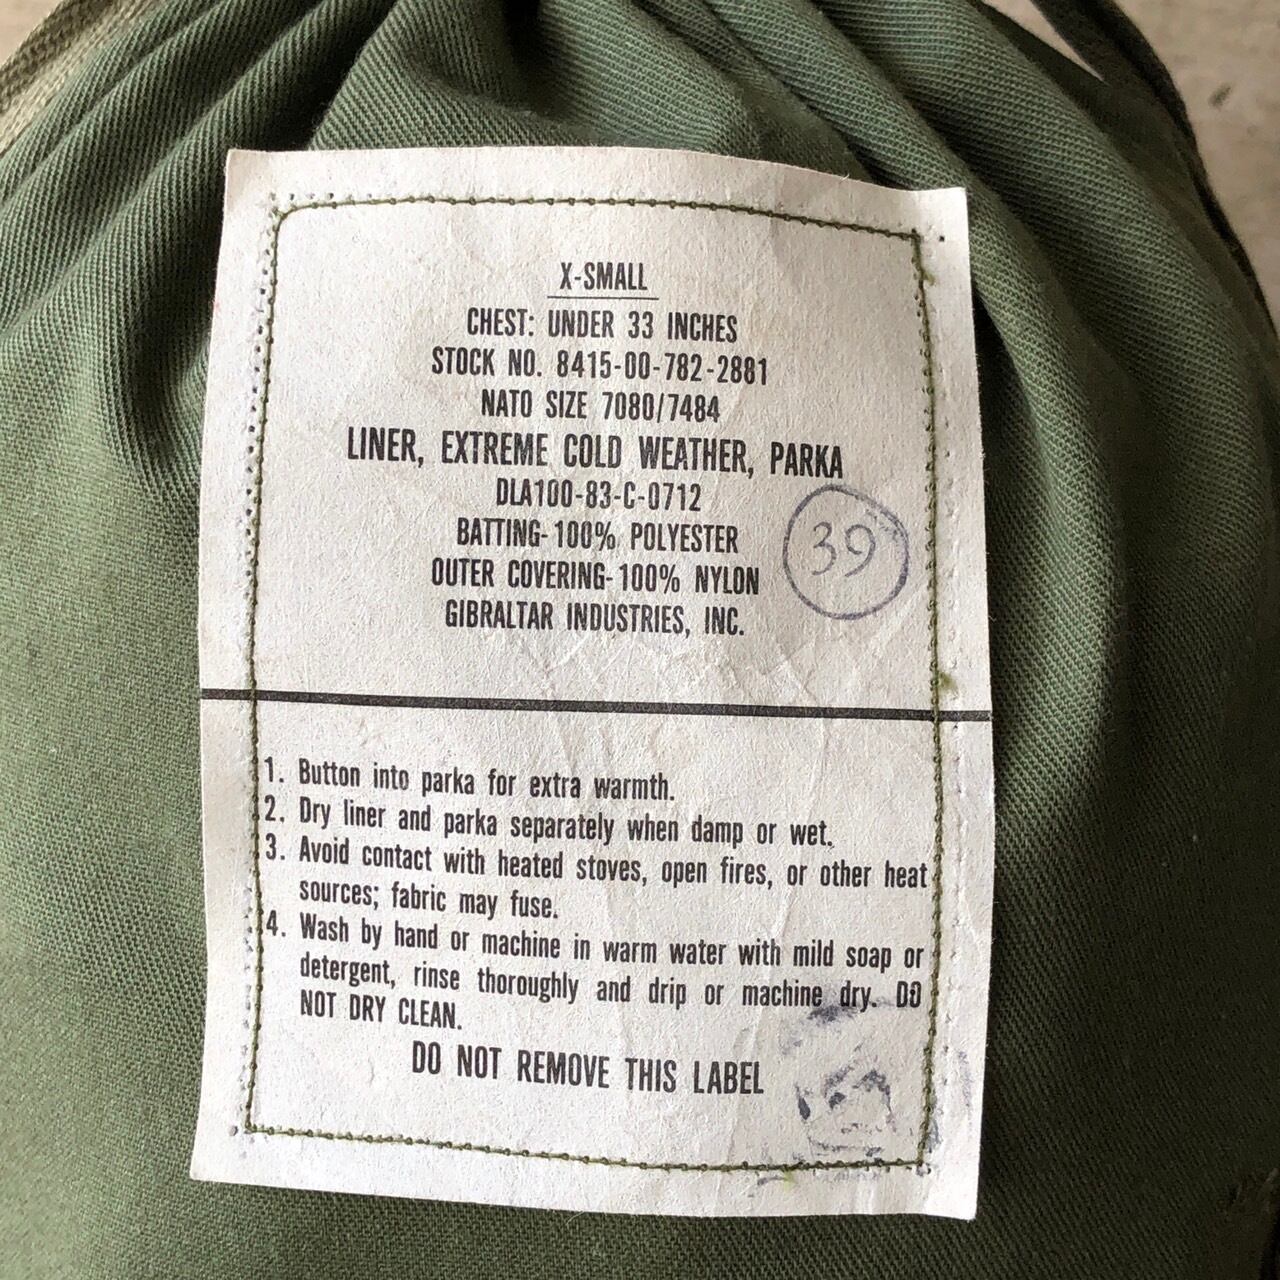 X-SMALL
CHEST: UNDER 33 INCHES
STOCK NO. 8415-00-782-2881
NATO SIZE 7080/7484
LINER, EXTREME COLD WEATHER, PARKA
DLA100-83-C-0712
BATTING-100% POLYESTER
39
OUTER COVERING-100% NYLON
GIBRALTAR INDUSTRIES, INC.
1. Button into parka for extra warmth.
2. Dry liner and parka separately when damp or wet.
3. Avoid contact with heated stoves, open fires, or other heat
sources; fabric may fuse.
4. Wash by hand or machine in warm water with mild soap or
detergent, rinse thoroughly and drip or machine dry. DO
NOT DRY CLEAN.
DO NOT REMOVE THIS LABEL